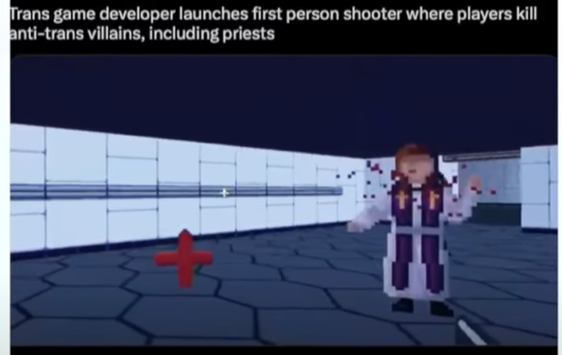 Trans game developer launches first person shooter where players kill
anti-trans villains, including priests